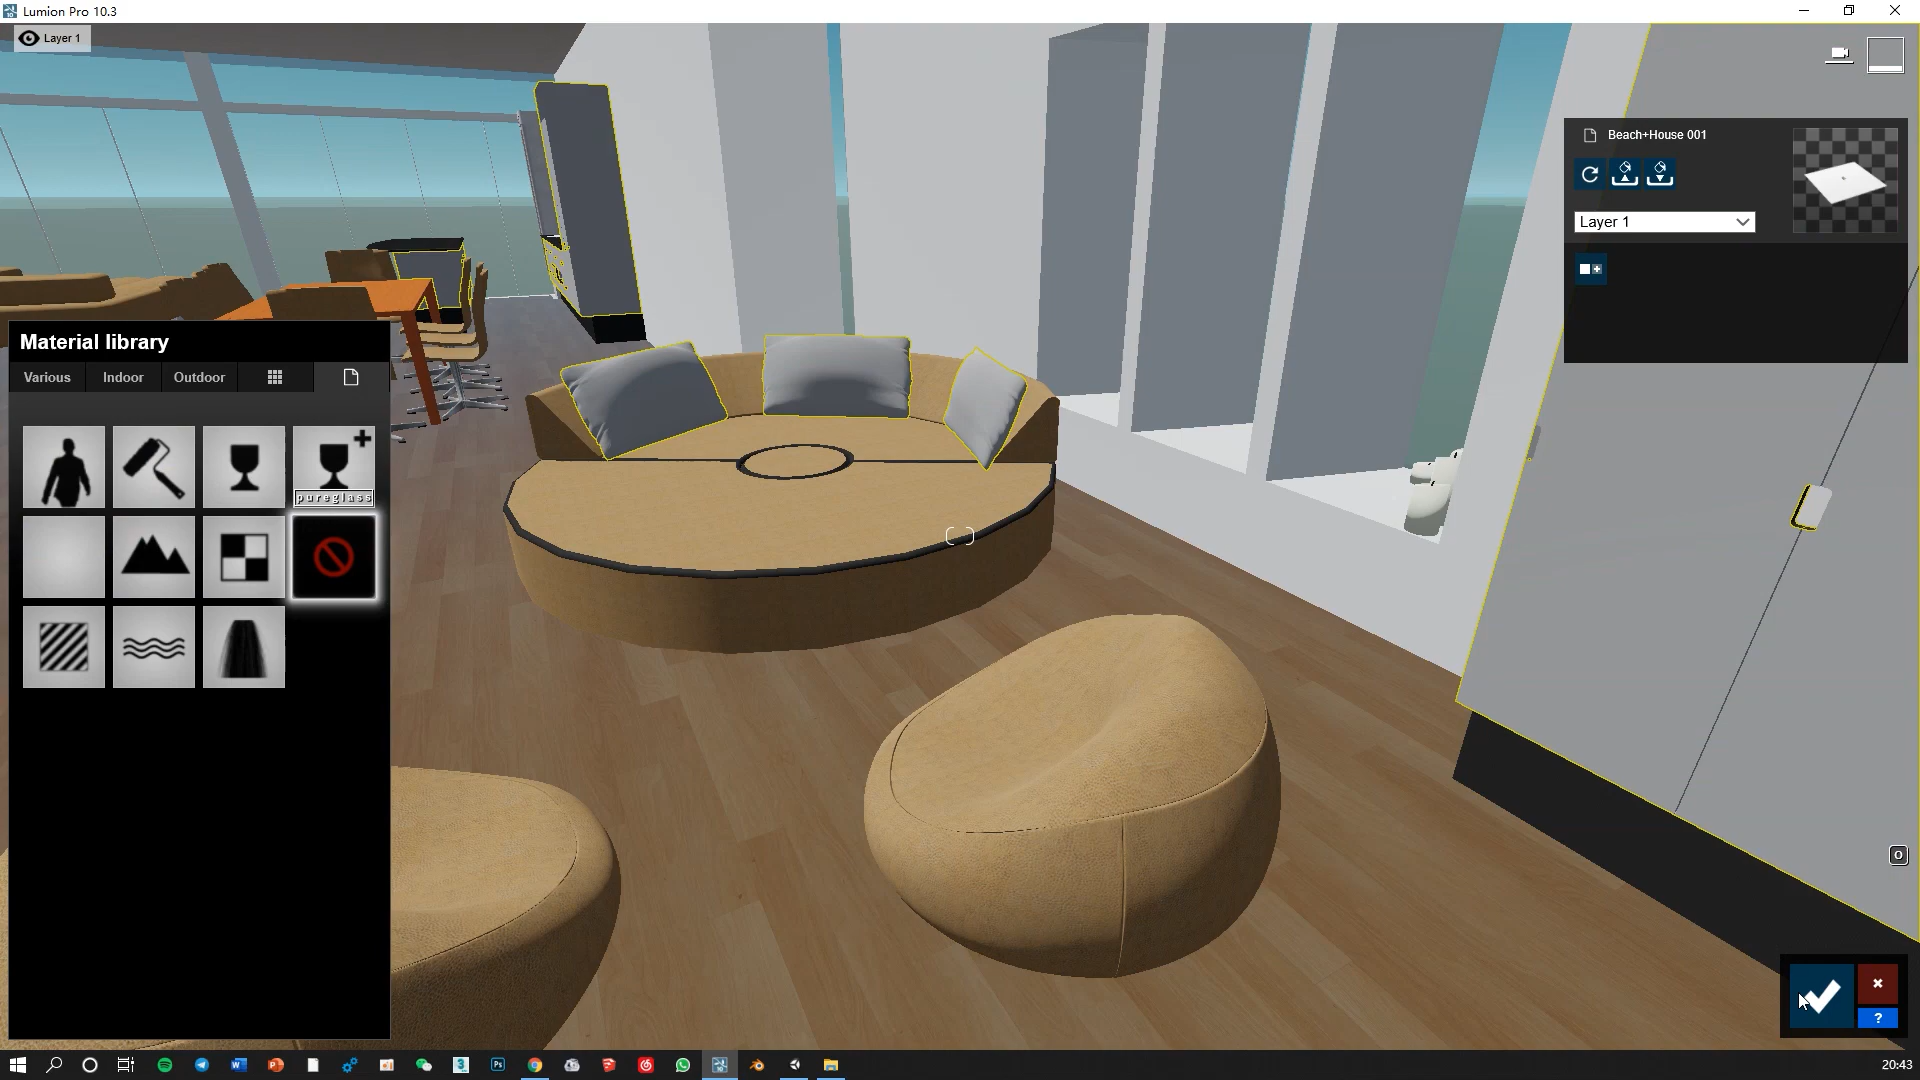 Lumion Pro 10.3
Layer 1
Beach+House 001
Layer 1
Material library
Various Indoor Outdoor
pureglass
O
?
20:43